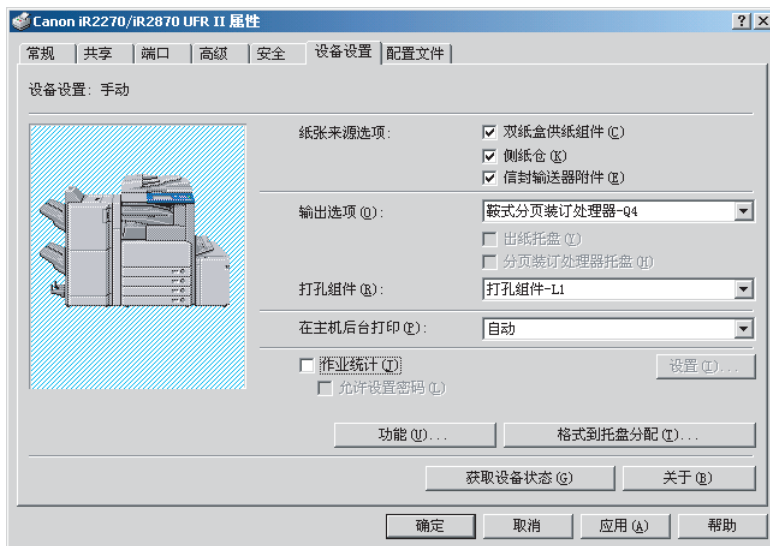 Canon iR2270/iR2870 UFR II 属性
常规 共享 端口 高级 安全 设备设置 配置文件
设备设置: 手动
纸张来源选项: 双纸盒供纸组件(C)
侧纸仓(K)
信封输送器附件(E)
输出选项(O): 鞍式分页装订处理器-Q4
出纸托盘(Y)
分页装订处理器托盘(H)
打孔组件(R): 打孔组件-L1
在主机后台打印(P): 自动
作业统计(J) 设置(I)...
允许设置密码(L)
功能(U)... 格式到托盘分配(T)...
获取设备状态(G) 关于(B)
确定 取消 应用(A) 帮助